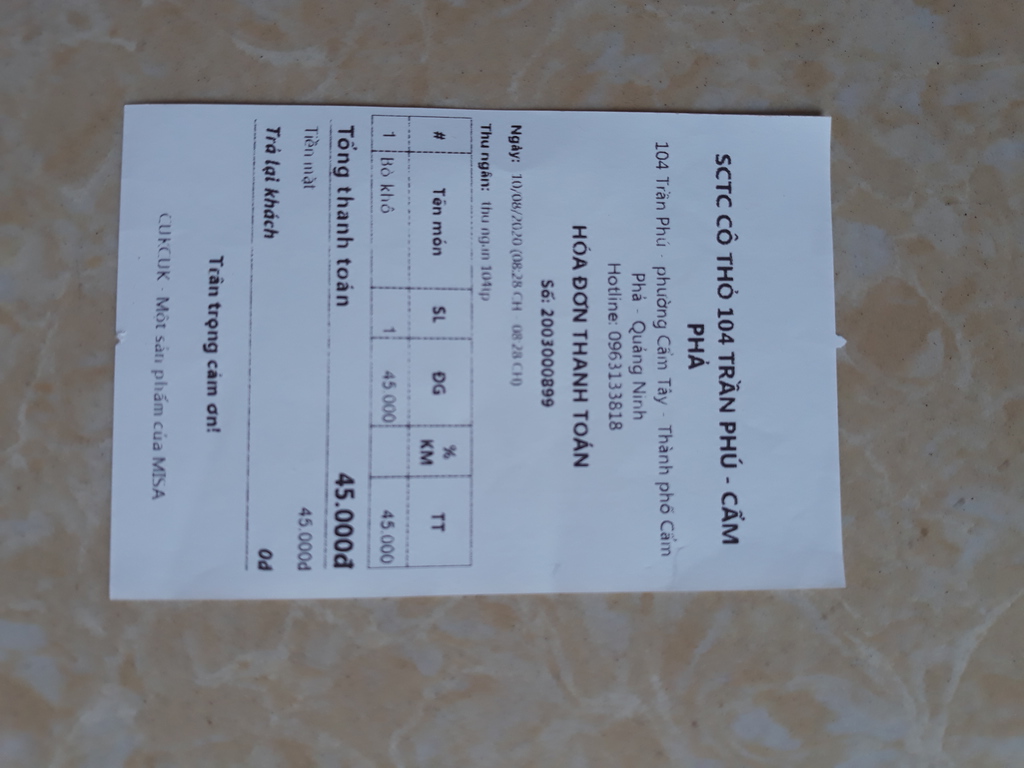 SCTC CÔ THỎ 104 TRẦN PHÚ - CẨM
PHẢ
104 Trần Phú - phường Cẩm Tây - Thành phố Cẩm
Phả - Quảng Ninh
Hotline: 0963133818
HÓA ĐƠN THANH TOÁN
Số: 2003000899
Ngày: 10/08/2020 (08:28 CH - 08:28 CH)
Thu ngân: thu ngan 104tp
# Tên món SL ĐG % KM TT
1 Bò khô 1 45.000 45.000
Tổng thanh toán 45.000đ
Tiền mặt 45.000đ
Trả lại khách 0đ
Trân trọng cảm ơn!
CUKCUK - Một sản phẩm của MISA